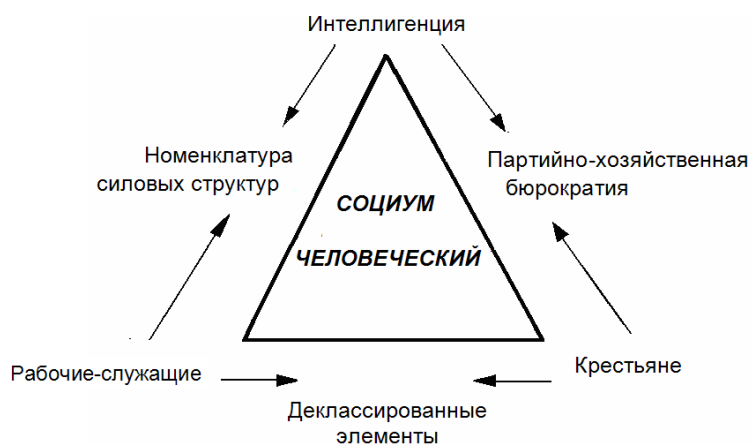 Интеллигенция
Номенклатура
силовых структур
Партийно-хозяйственная
бюрократия
СОЦИУМ
ЧЕЛОВЕЧЕСКИЙ
Рабочие-служащие
Крестьяне
Деклассированные
элементы